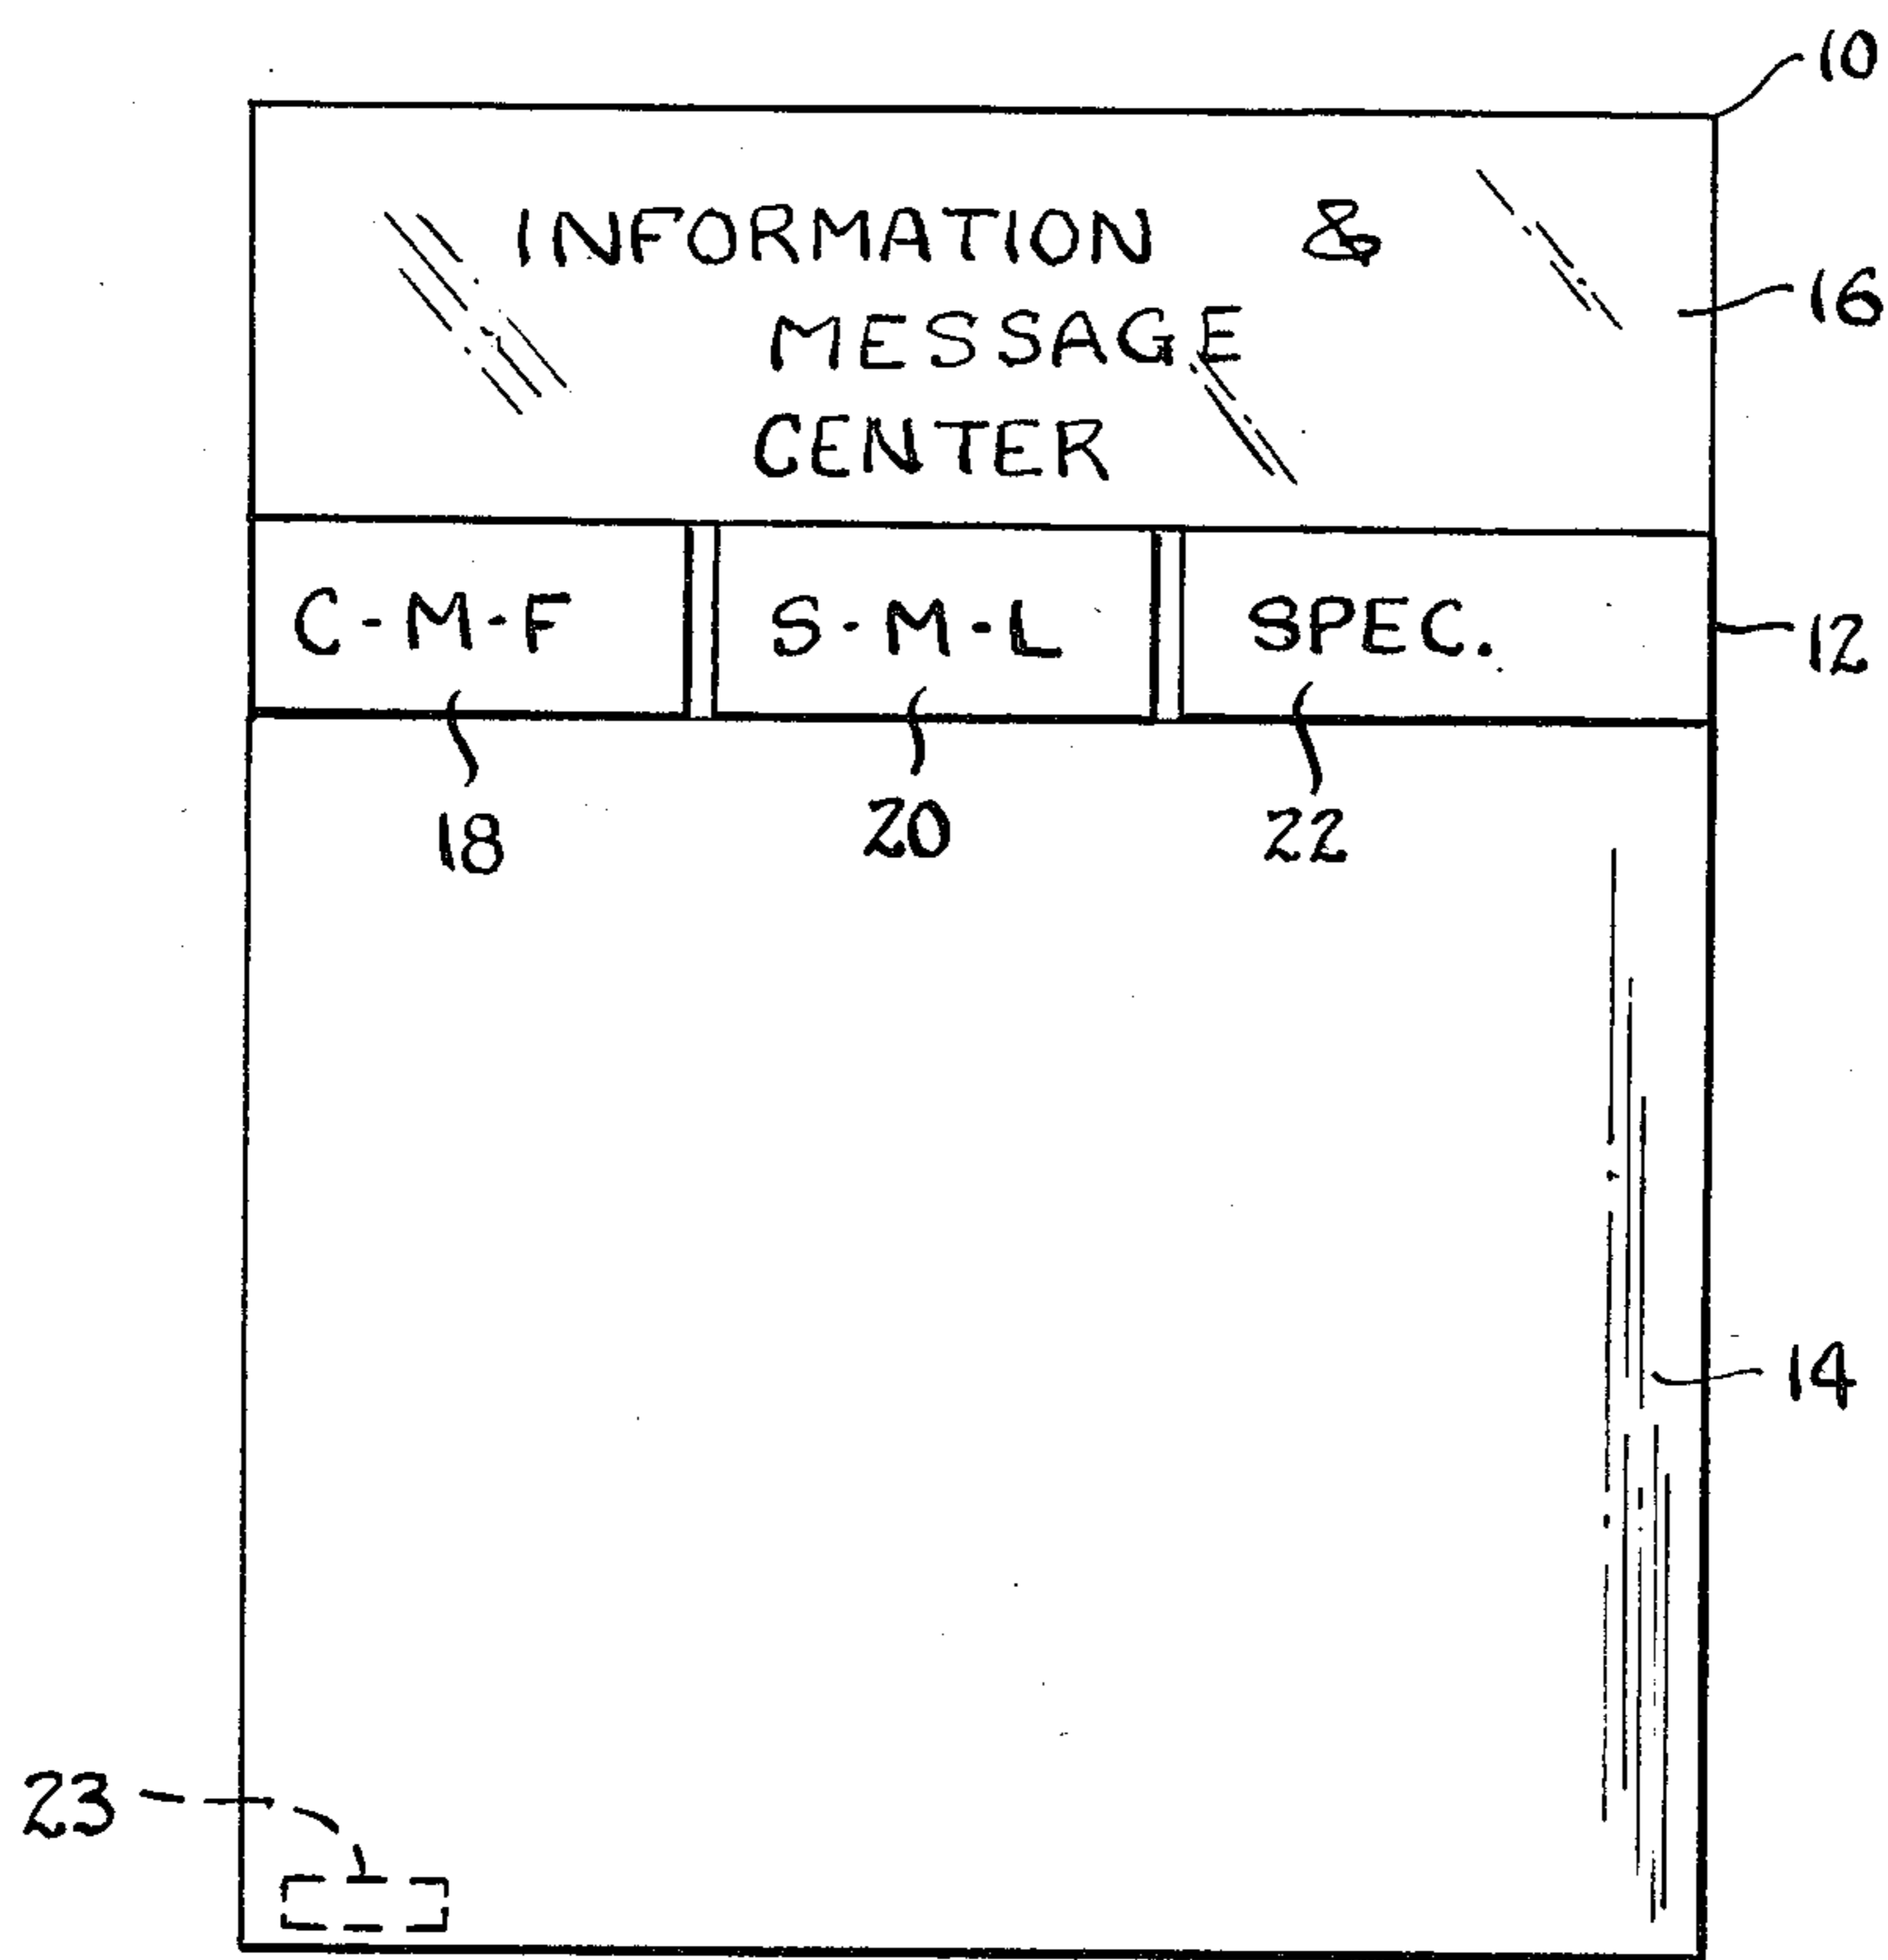 10
INFORMATION &
16
MESSAGE
CENTER
C-M-F S-M-L SPEC.
12
18 20 22
14
23